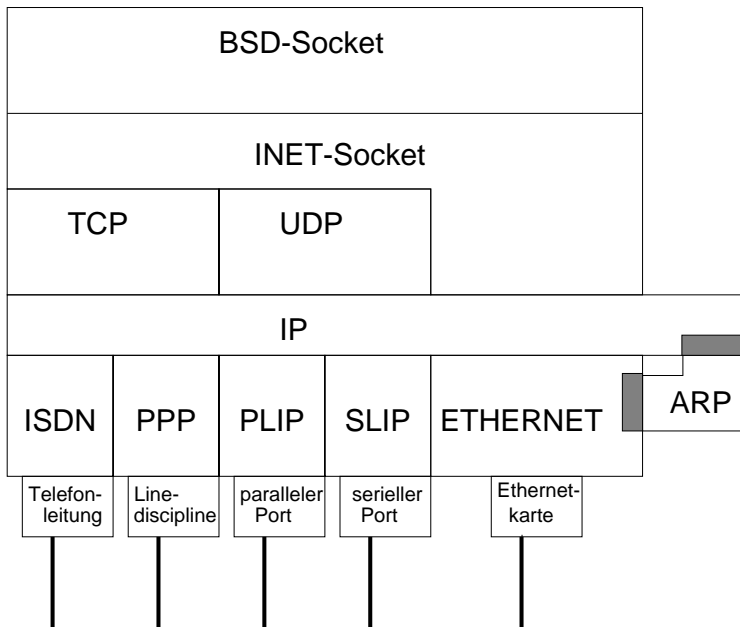 BSD-Socket
INET-Socket
TCP
UDP
IP
ISDN
PPP
PLIP
SLIP
ETHERNET
ARP
Telefon-
leitung
Line-
discipline
paralleler
Port
serieller
Port
Ethernet-
karte